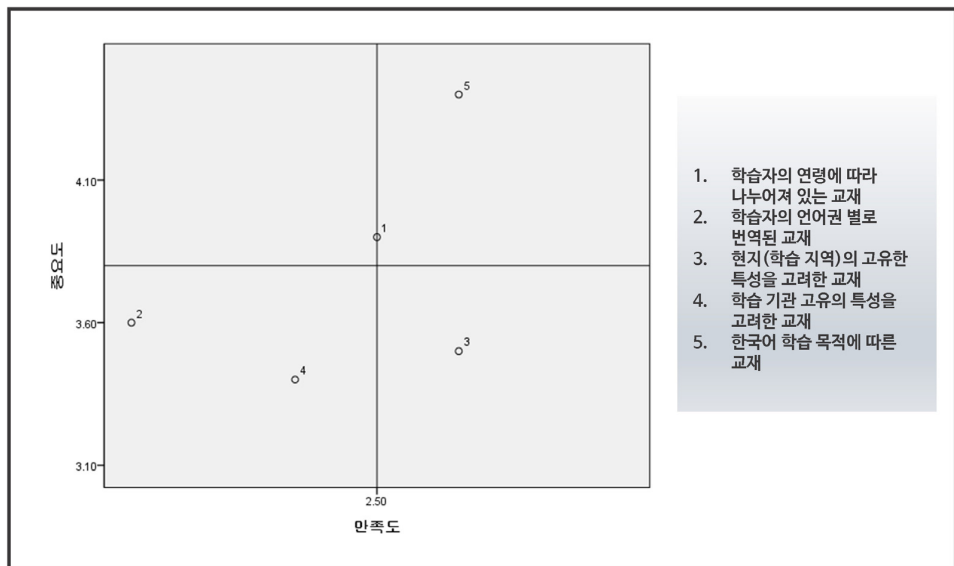 5
4.10
1
중요도
2
3.60
3
4
3.10
2.50
만족도
1. 학습자의 연령에 따라
나누어져 있는 교재
2. 학습자의 언어권 별로
번역된 교재
3. 현지(학습 지역)의 고유한
특성을 고려한 교재
4. 학습 기관 고유의 특성을
고려한 교재
5. 한국어 학습 목적에 따른
교재